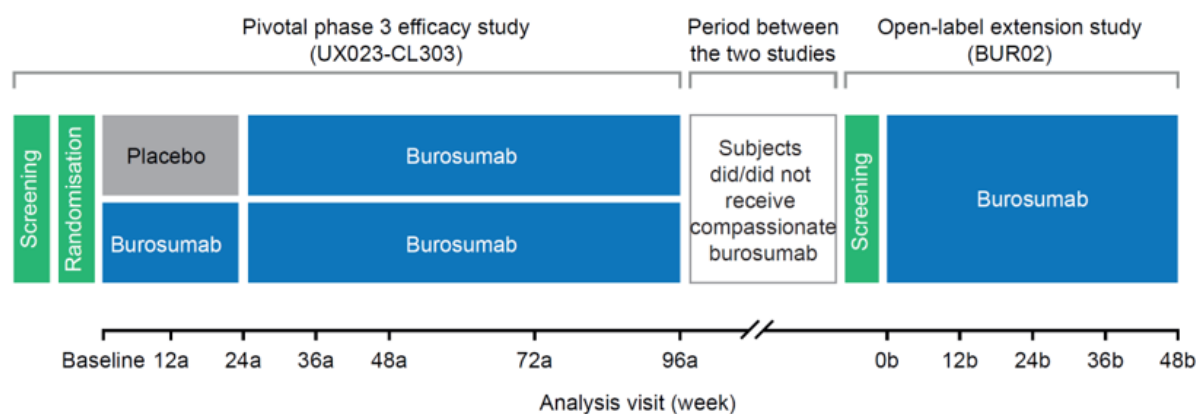 Pivotal phase 3 efficacy study
(UX023-CL303)
Period between
the two studies
Open-label extension study
(BUR02)
Screening
Randomisation
Placebo
Burosumab
Burosumab
Burosumab
Subjects
did/did not
receive
compassionate
burosumab
Screening
Burosumab
Baseline 12a 24a 36a 48a 72a 96a 0b 12b 24b 36b 48b
Analysis visit (week)